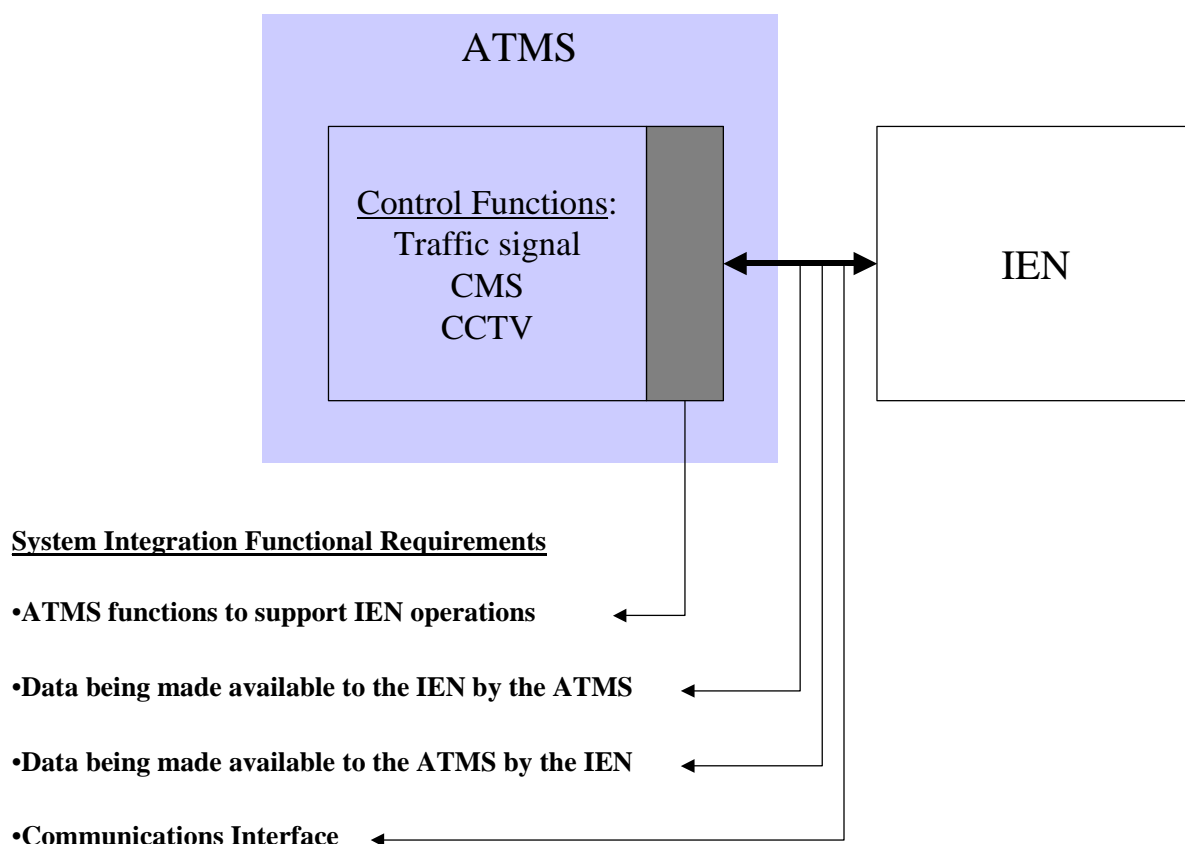 ATMS
Control Functions:
Traffic signal
CMS
CCTV
IEN
System Integration Functional Requirements
•ATMS functions to support IEN operations
•Data being made available to the IEN by the ATMS
•Data being made available to the ATMS by the IEN
•Communications Interface